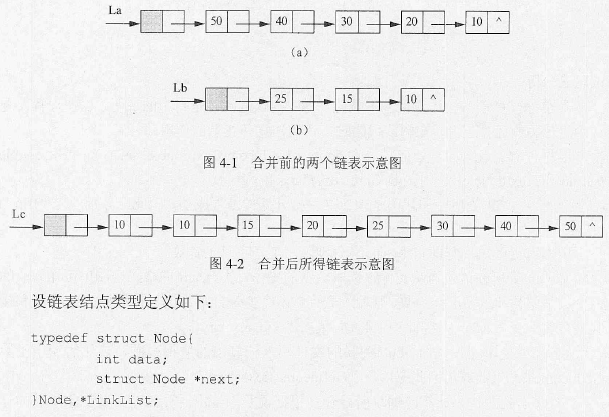 La
50 40 30 20 10 ^
(a)
Lb
25 15 10 ^
(b)
图 4-1 合并前的两个链表示意图
Lc
10 10 15 20 25 30 40 50 ^
图 4-2 合并后所得链表示意图
设链表结点类型定义如下：
typedef struct Node{
int data;
struct Node *next;
}Node,*LinkList;